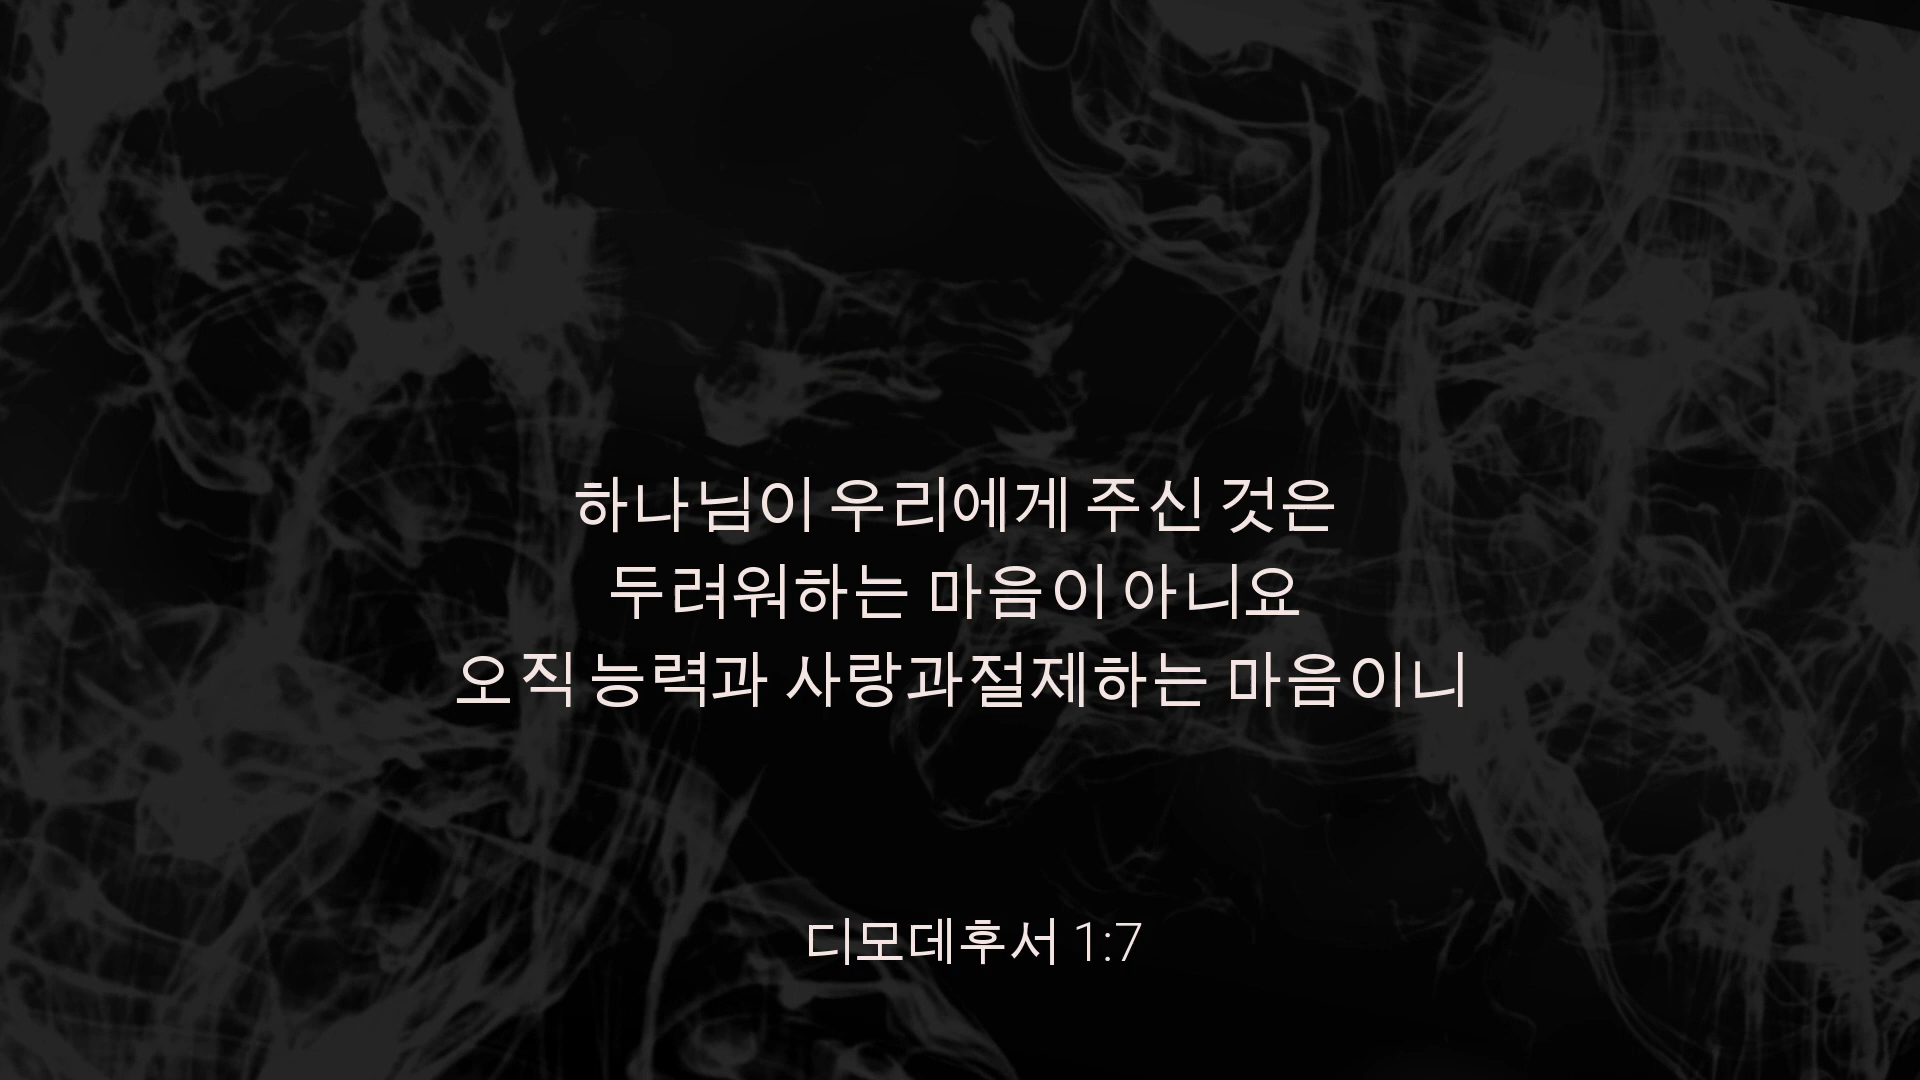 하나님이 우리에게 주신 것은
두려워하는 마음이 아니요
오직 능력과 사랑과 절제하는 마음이니
디모데후서 1:7